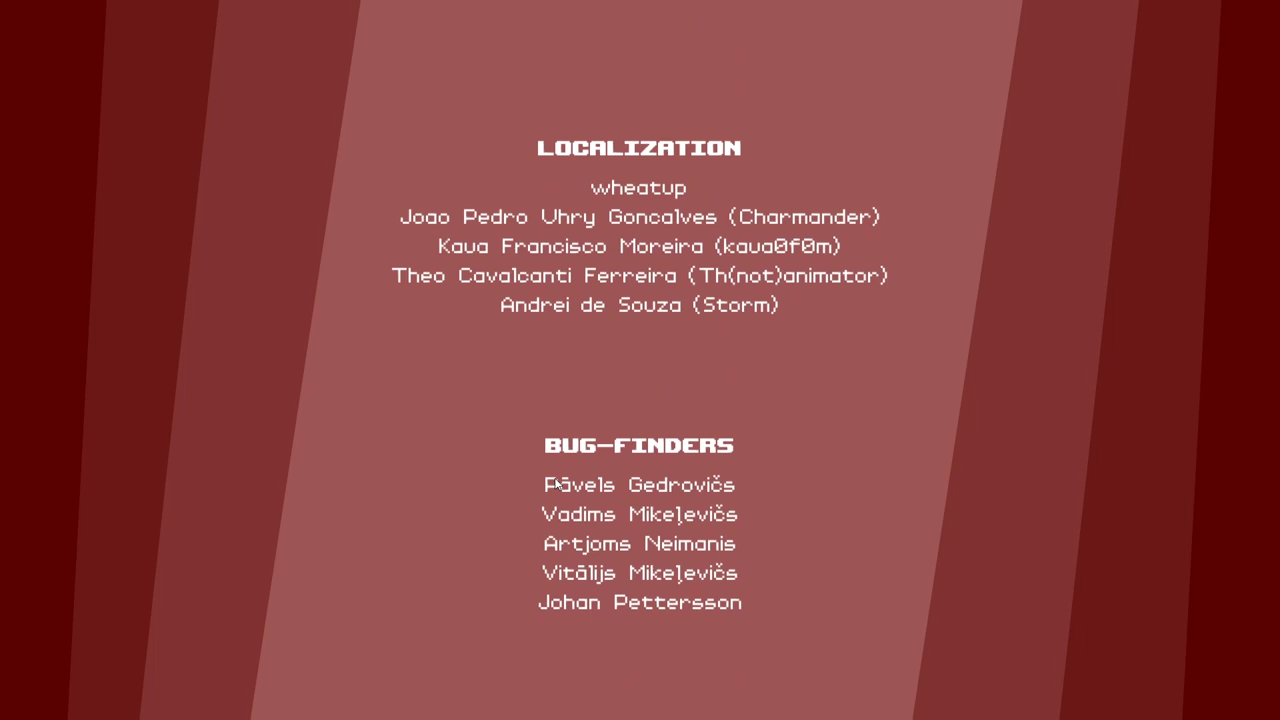 LOCALIZATION
wheatup
Joao Pedro Uhry Goncalves (Charmander)
Kaua Francisco Moreira (kaua0f0m)
Theo Cavalcanti Ferreira (Th(not)animator)
Andrei de Souza (Storm)
BUG-FINDERS
Pāvels Gedrovičs
Vadims Mikeļevičs
Artjoms Neimanis
Vitālijs Mikeļevičs
Johan Pettersson